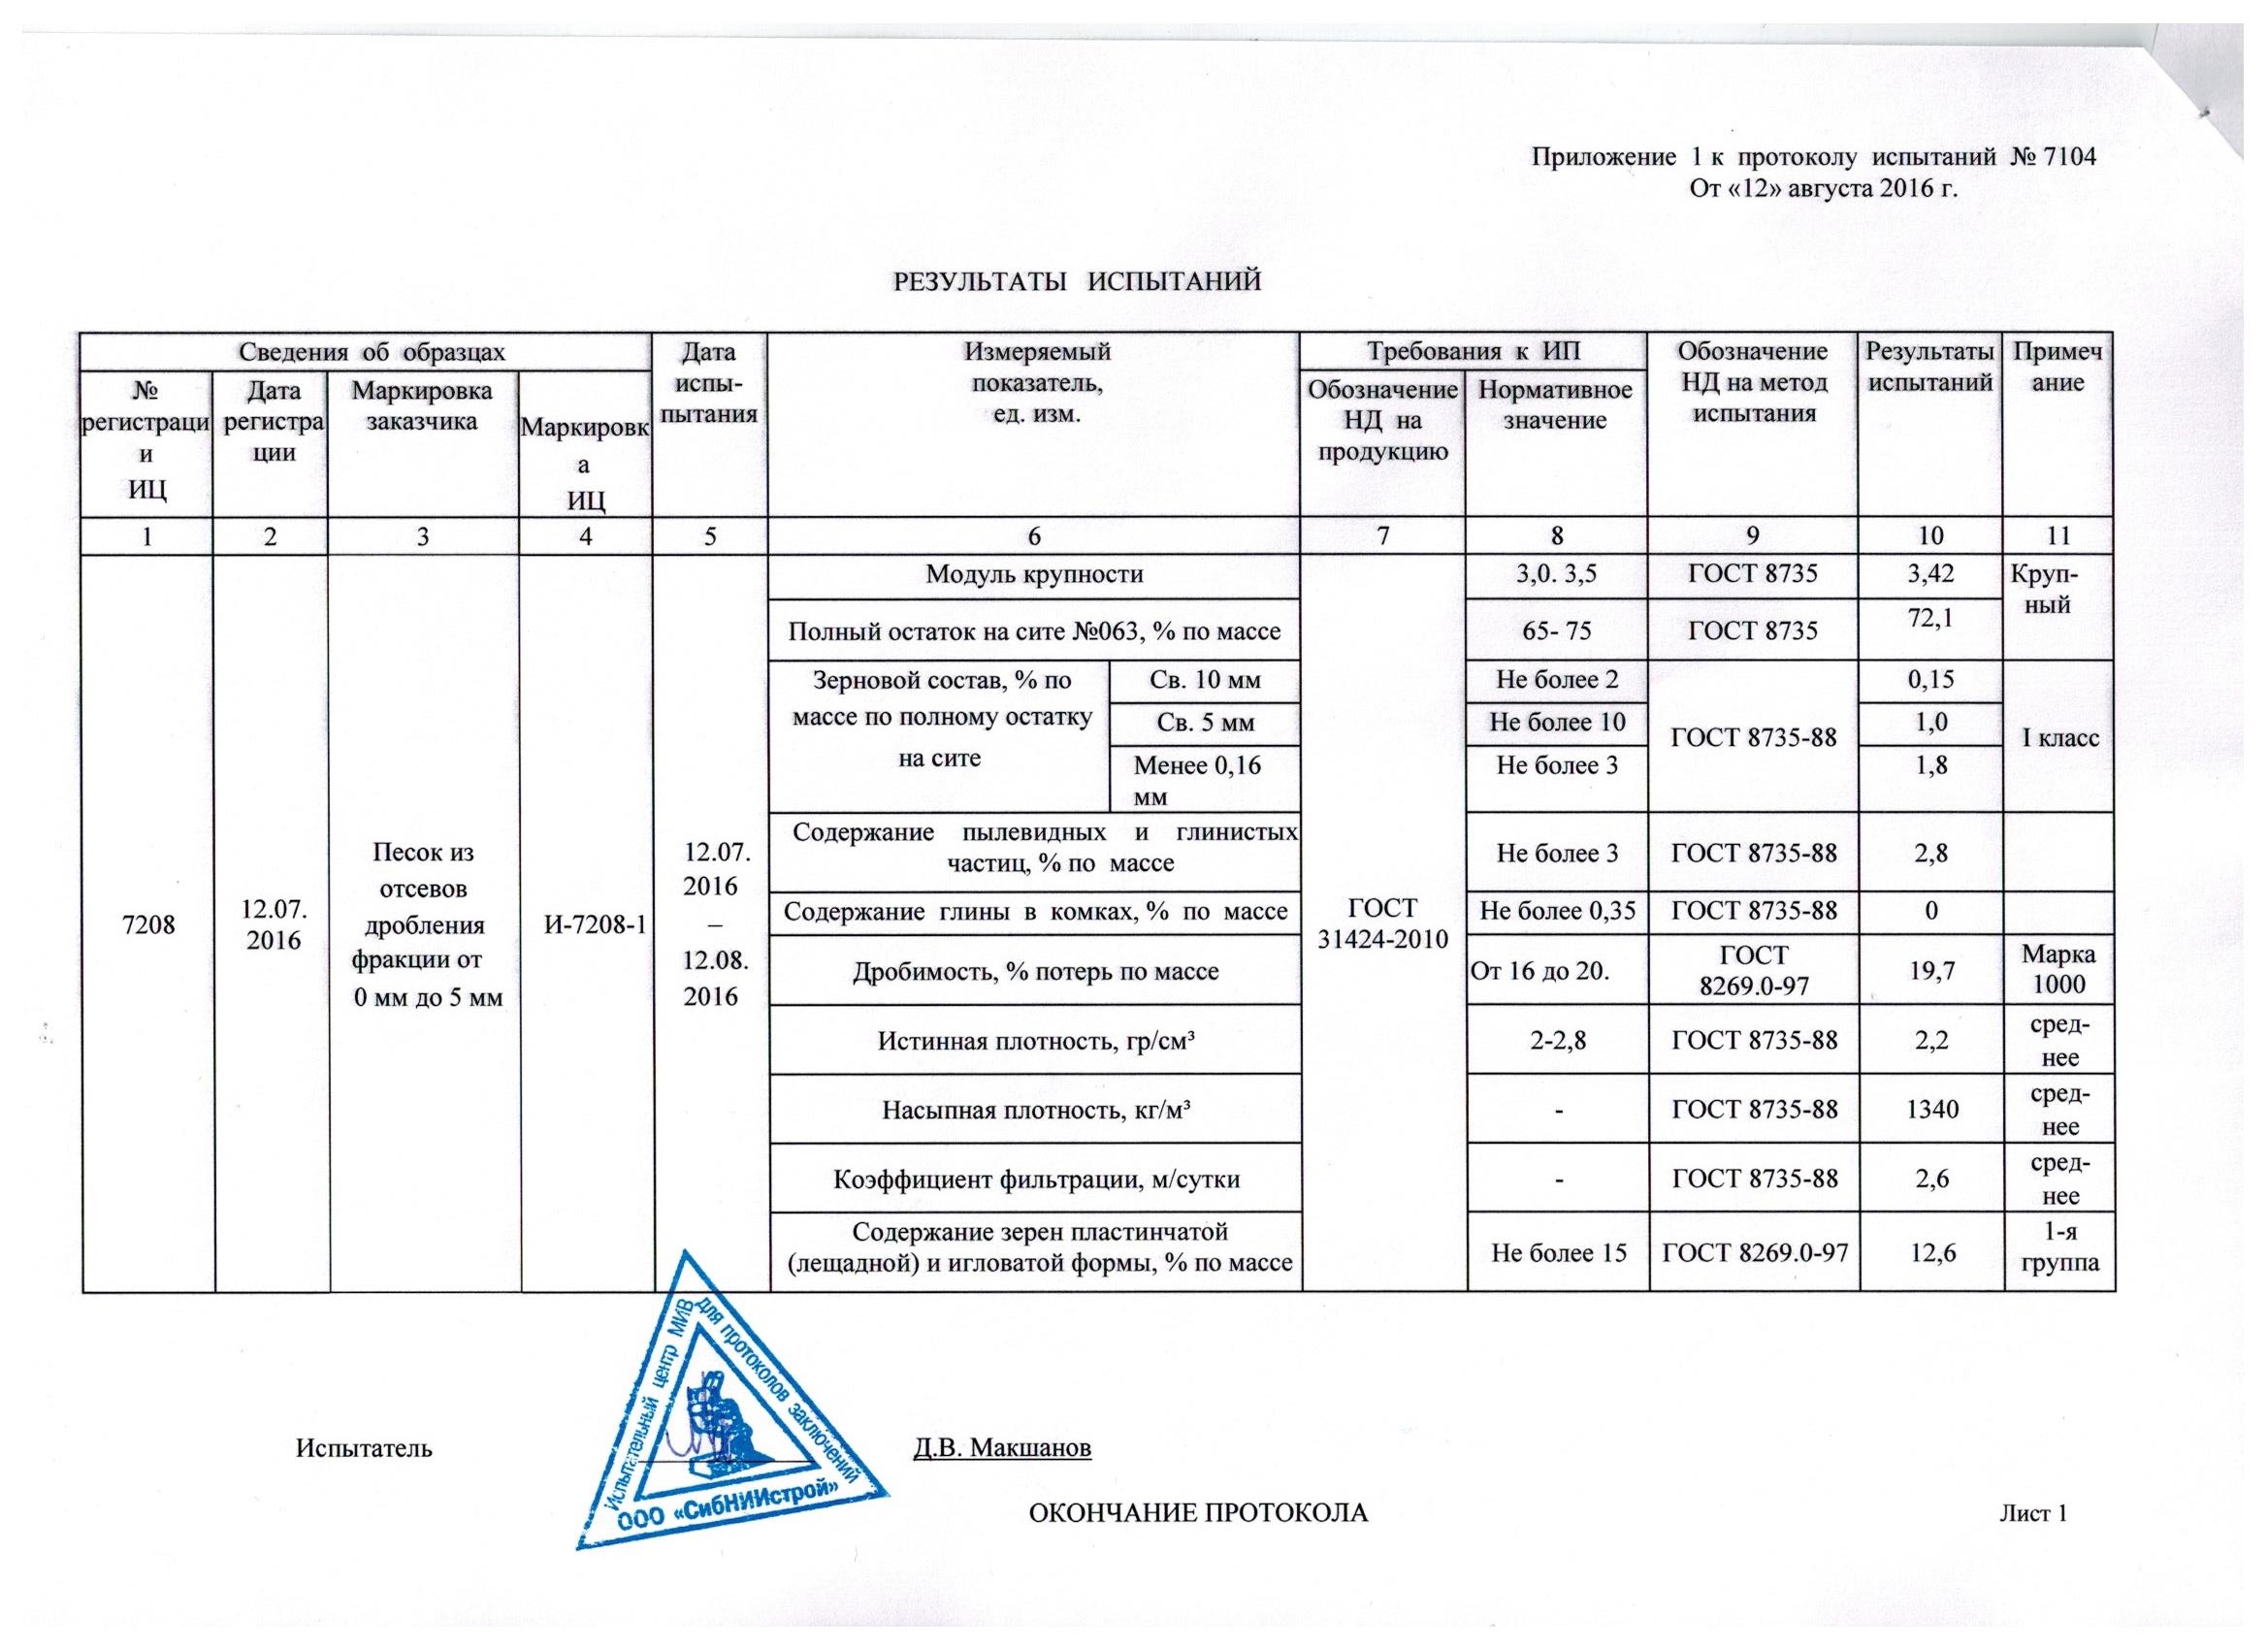 Приложение 1 к протоколу испытаний № 7104
От «12» августа 2016 г.
РЕЗУЛЬТАТЫ ИСПЫТАНИЙ
Сведения об образцах
№
регистраци
и
ИЦ
Дата
регистра
ции
Маркировка
заказчика
Маркировк
а
ИЦ
Дата
испы-
пытания
Измеряемый
показатель,
ед. изм.
Требования к ИП
Обозначение
НД на
продукцию
Нормативное
значение
Обозначение
НД на метод
испытания
Результаты
испытаний
Примеч
ание
1 2 3 4 5 6 7 8 9 10 11
7208
12.07.
2016
Песок из
отсевов
дробления
фракции от
0 мм до 5 мм
И-7208-1
12.07.
2016
–
12.08.
2016
ГОСТ
31424-2010
Модуль крупности 3,0. 3,5 ГОСТ 8735 3,42
Круп-
ный
Полный остаток на сите №063, % по массе 65- 75 ГОСТ 8735 72,1
Зерновой состав, % по
массе по полному остатку
на сите
Св. 10 мм Не более 2 0,15
Св. 5 мм Не более 10 1,0
Менее 0,16
мм
Не более 3 1,8
ГОСТ 8735-88
I класс
Содержание пылевидных и глинистых
частиц, % по массе
Не более 3 ГОСТ 8735-88 2,8
Содержание глины в комках, % по массе Не более 0,35 ГОСТ 8735-88 0
Дробимость, % потерь по массе От 16 до 20.
ГОСТ
8269.0-97
19,7
Марка
1000
Истинная плотность, гр/см³ 2-2,8 ГОСТ 8735-88 2,2
сред-
нее
Насыпная плотность, кг/м³ - ГОСТ 8735-88 1340
сред-
нее
Коэффициент фильтрации, м/сутки - ГОСТ 8735-88 2,6
сред-
нее
Содержание зерен пластинчатой
(лещадной) и игловатой формы, % по массе
Не более 15 ГОСТ 8269.0-97 12,6
1-я
группа
Испытательный центр МИВ
для протоколов заключений
ООО «СибНИИстрой»
Испытатель Д.В. Макшанов
ОКОНЧАНИЕ ПРОТОКОЛА Лист 1